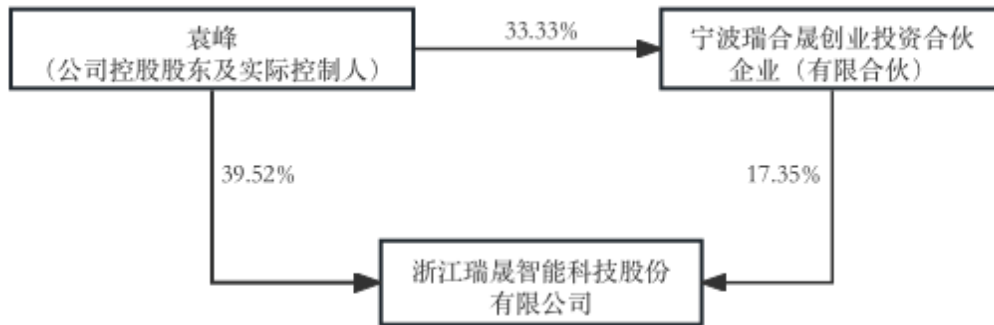 袁峰
（公司控股股东及实际控制人）
33.33%
宁波瑞合晟创业投资合伙
企业（有限合伙）
39.52%
17.35%
浙江瑞晟智能科技股份
有限公司